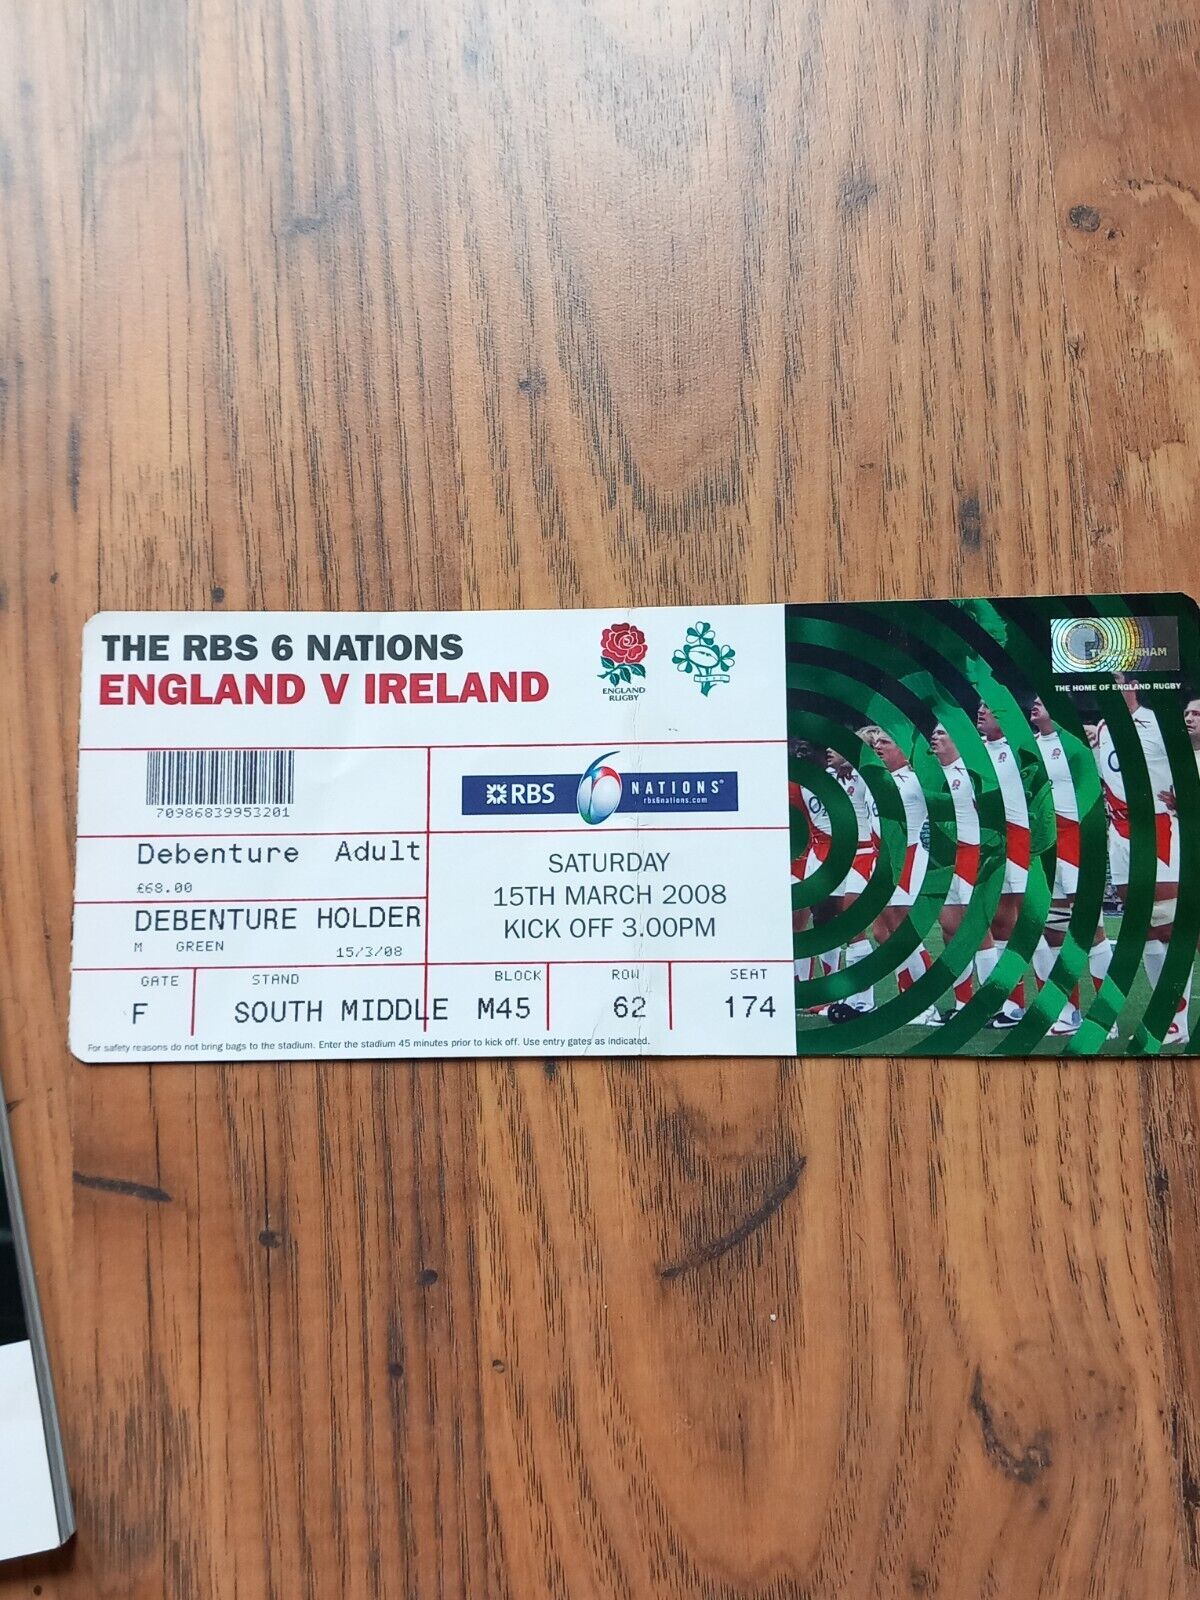 THE RBS 6 NATIONS
ENGLAND V IRELAND
ENGLAND
RUGBY
TWICKENHAM
THE HOME OF ENGLAND RUGBY
70986839953201
RBS 6 NATIONS
rbs6nations.com
Debenture Adult
£68.00
DEBENTURE HOLDER
M GREEN 15/3/08
SATURDAY
15TH MARCH 2008
KICK OFF 3.00PM
GATE STAND BLOCK ROW SEAT
F SOUTH MIDDLE M45 62 174
For safety reasons do not bring bags to the stadium. Enter the stadium 45 minutes prior to kick off. Use entry gates as indicated.